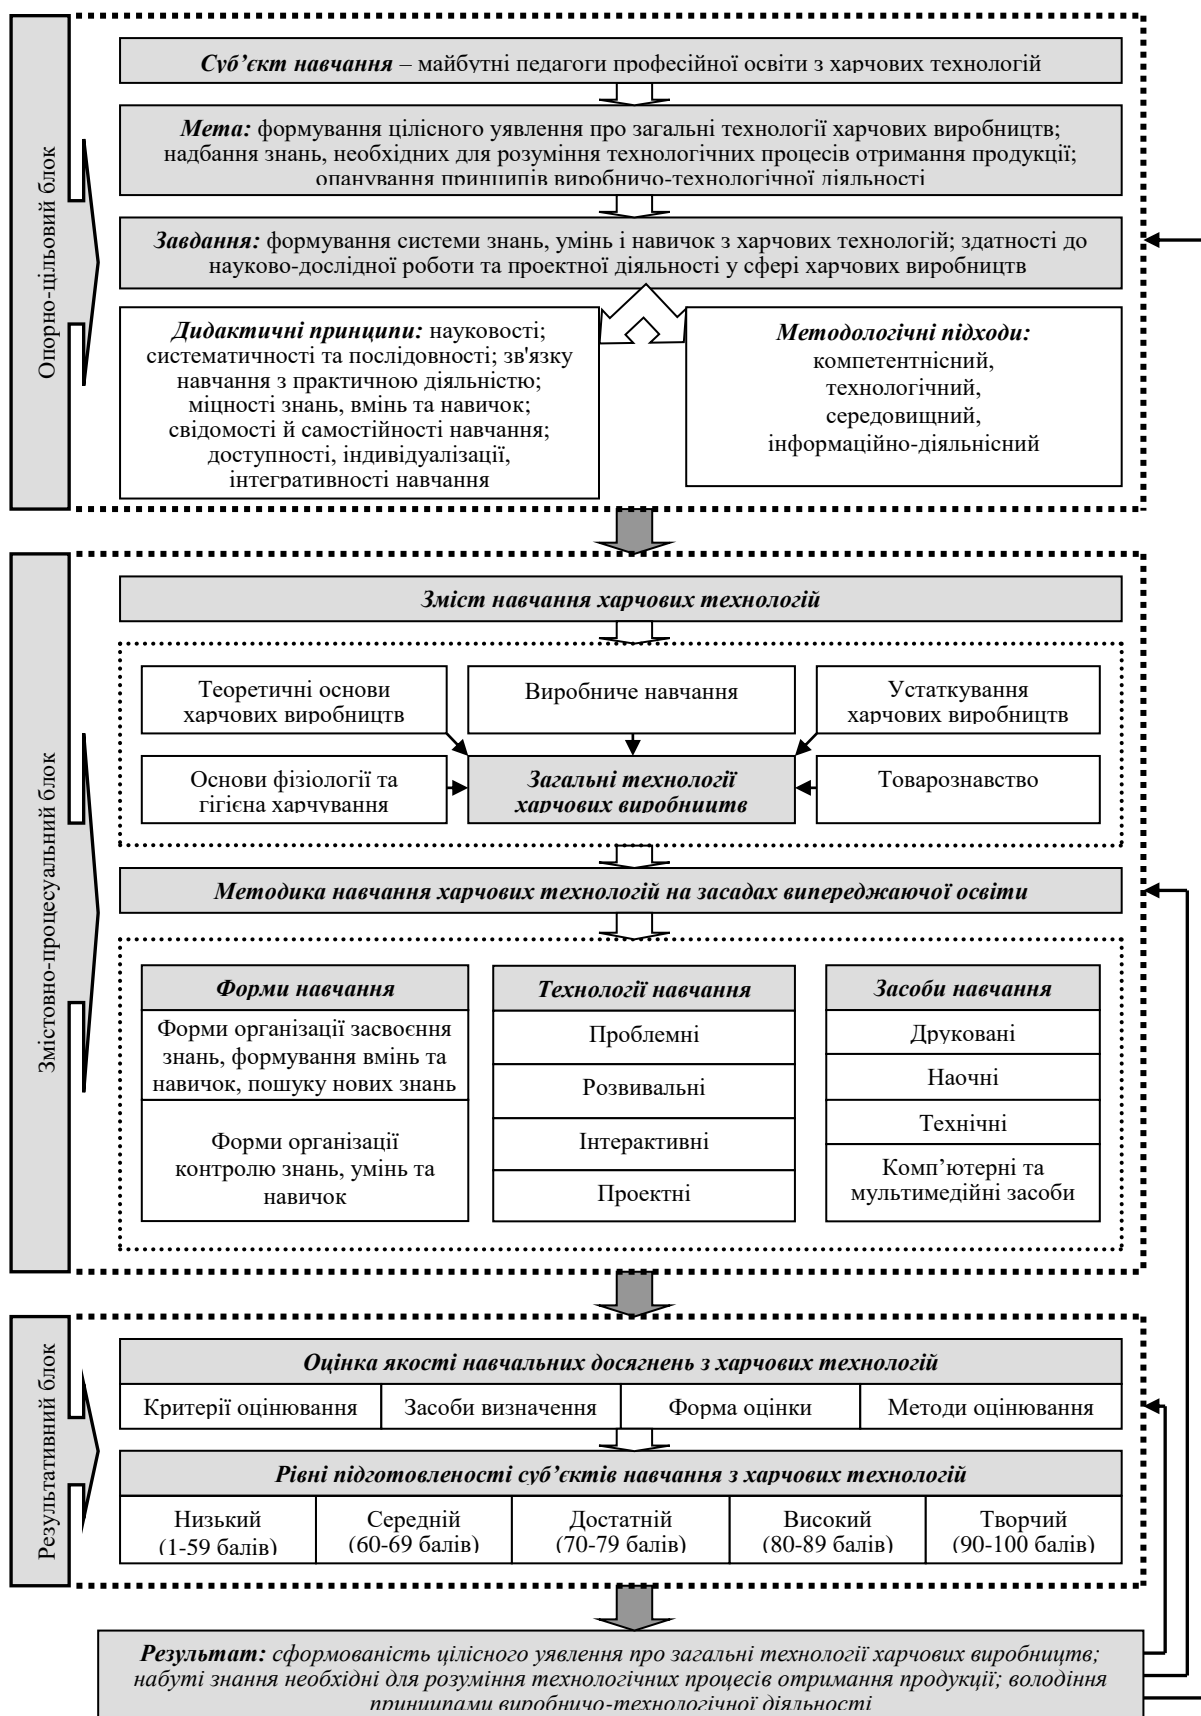 Опорно-цільовий блок
Суб’єкт навчання – майбутні педагоги професійної освіти з харчових технологій
Мета: формування цілісного уявлення про загальні технології харчових виробництв;
надбання знань, необхідних для розуміння технологічних процесів отримання продукції;
опанування принципів виробничо-технологічної діяльності
Завдання: формування системи знань, умінь і навичок з харчових технологій; здатності до
науково-дослідної роботи та проектної діяльності у сфері харчових виробництв
Дидактичні принципи: науковості;
систематичності та послідовності; зв'язку
навчання з практичною діяльністю;
міцності знань, вмінь та навичок;
свідомості й самостійності навчання;
доступності, індивідуалізації,
інтегративності навчання
Методологічні підходи:
компетентнісний,
технологічний,
середовищний,
інформаційно-діяльнісний
Змістовно-процесуальний блок
Зміст навчання харчових технологій
Теоретичні основи
харчових виробництв
Виробниче навчання
Устаткування
харчових виробництв
Основи фізіології та
гігієна харчування
Загальні технології
харчових виробництв
Товарознавство
Методика навчання харчових технологій на засадах випереджаючої освіти
Форми навчання
Форми організації засвоєння
знань, формування вмінь та
навичок, пошуку нових знань
Форми організації
контролю знань, умінь та
навичок
Технології навчання
Проблемні
Розвивальні
Інтерактивні
Проектні
Засоби навчання
Друковані
Наочні
Технічні
Комп’ютерні та
мультимедійні засоби
Результативний блок
Оцінка якості навчальних досягнень з харчових технологій
Критерії оцінювання
Засоби визначення
Форма оцінки
Методи оцінювання
Рівні підготовленості суб’єктів навчання з харчових технологій
Низький
(1-59 балів)
Середній
(60-69 балів)
Достатній
(70-79 балів)
Високий
(80-89 балів)
Творчий
(90-100 балів)
Результат: сформованість цілісного уявлення про загальні технології харчових виробництв;
набуті знання необхідні для розуміння технологічних процесів отримання продукції; володіння
принципами виробничо-технологічної діяльності